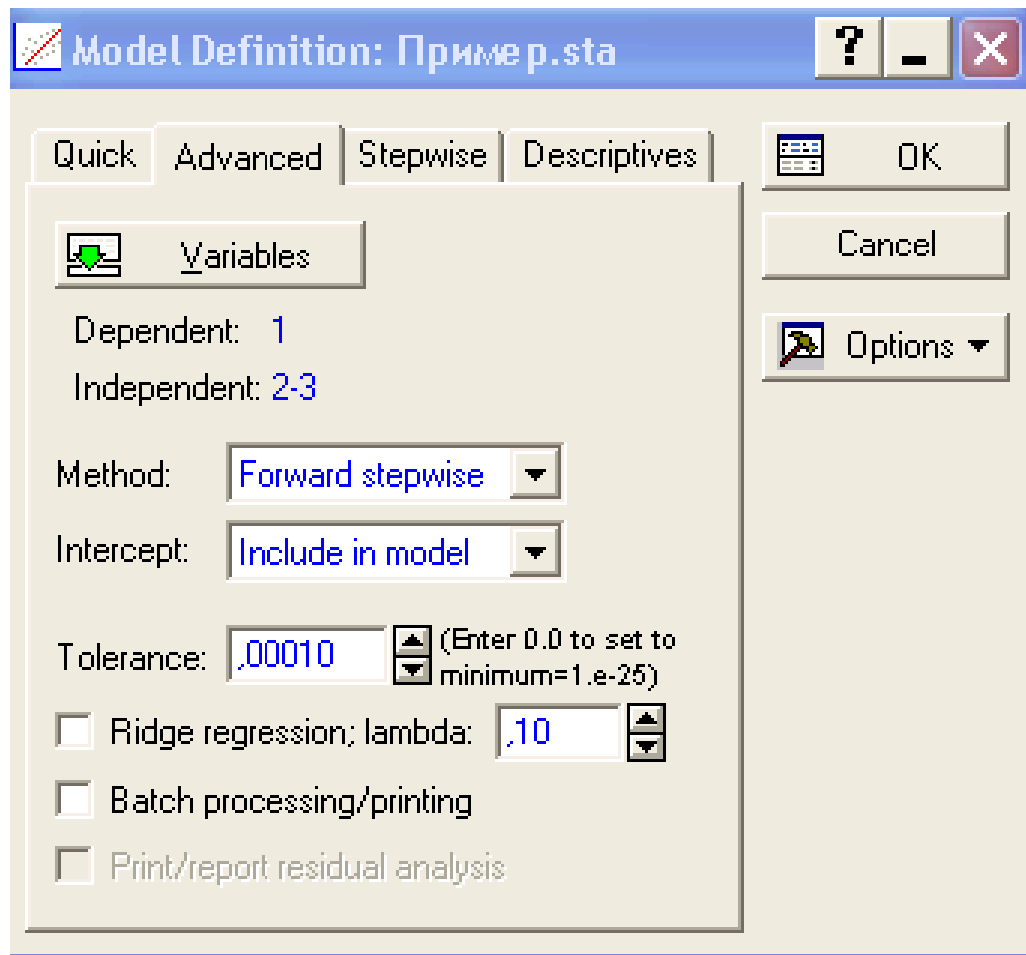 Model Definition: Пример.sta
?
Quick
Advanced
Stepwise
Descriptives
OK
Cancel
Options
Variables
Dependent: 1
Independent: 2-3
Method: Forward stepwise
Intercept: Include in model
Tolerance: ,00010 (Enter 0.0 to set to
minimum=1.e-25)
Ridge regression; lambda: ,10
Batch processing/printing
Print/report residual analysis